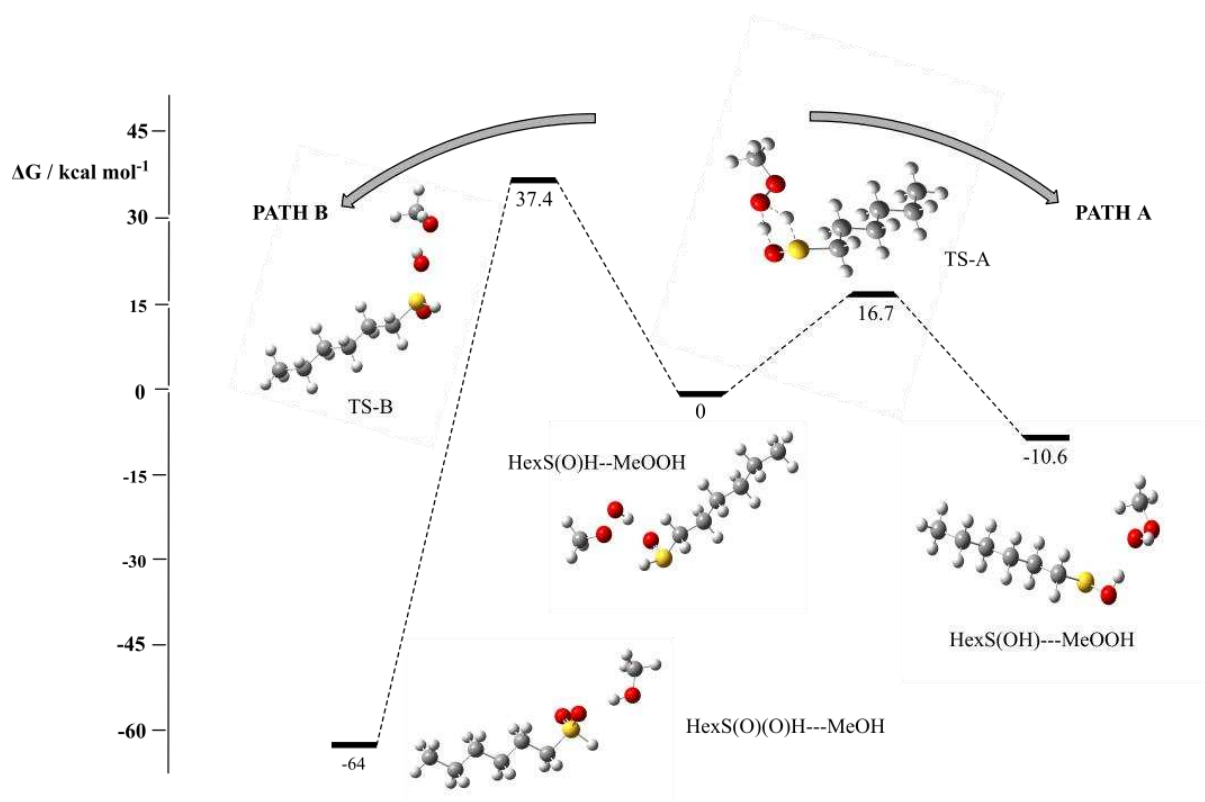 45
ΔG / kcal mol-1
PATH B
30
37.4
PATH A
TS-A
15
16.7
TS-B
0
0
HexS(O)H--MeOOH
-10.6
-15
-30
HexS(OH)---MeOOH
-45
-60
HexS(O)(O)H---MeOH
-64